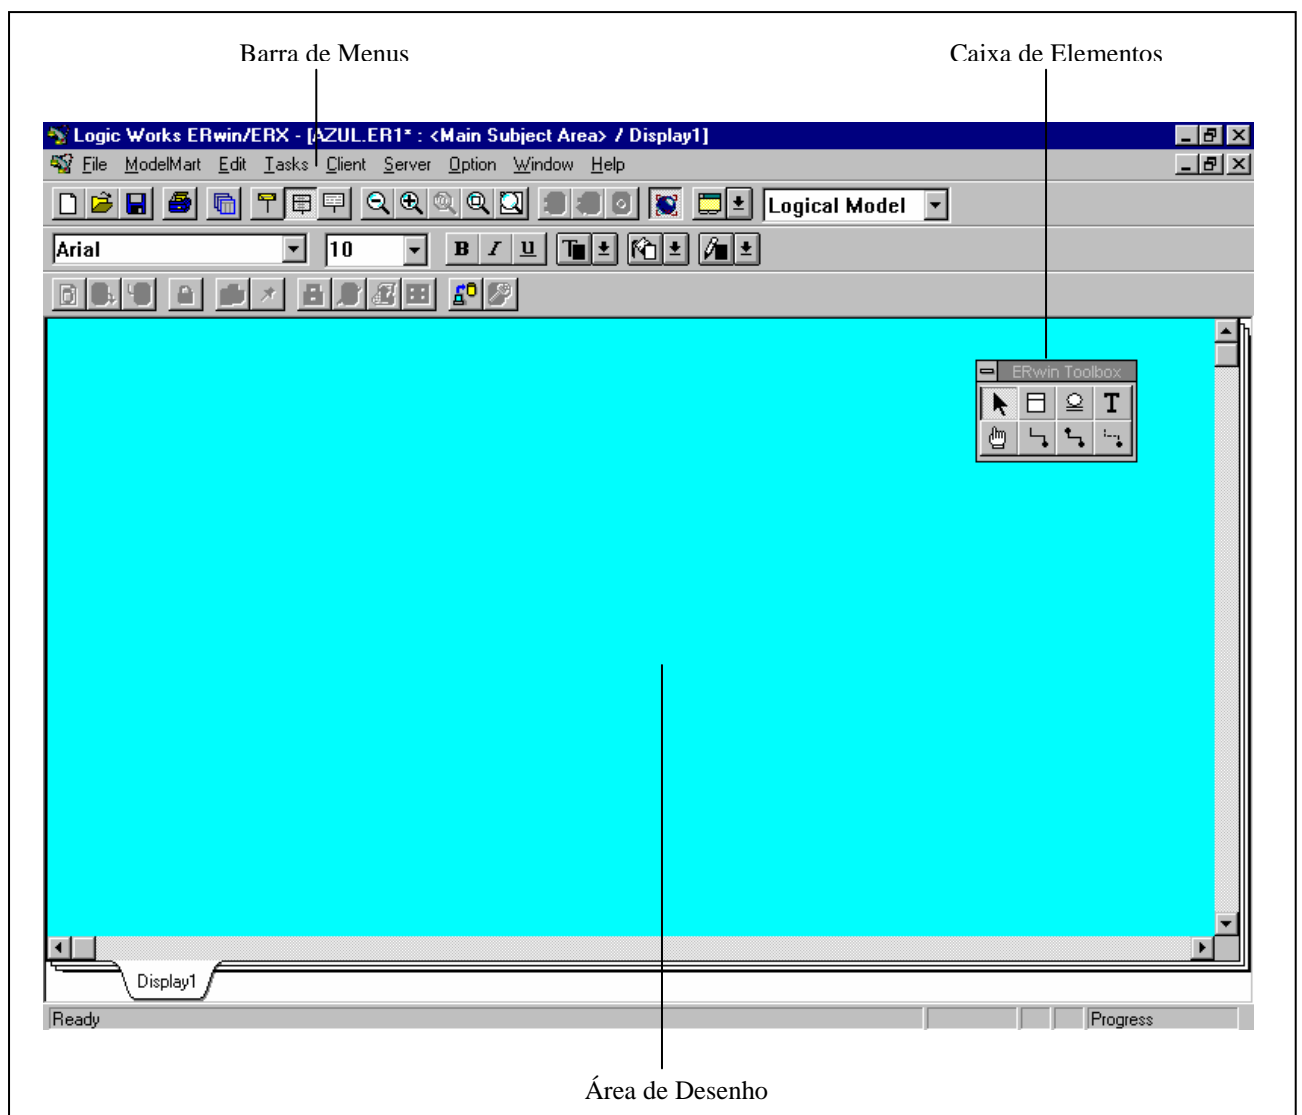 Barra de Menus
Caixa de Elementos
Logic Works ERwin/ERX - [AZUL.ER1* : <Main Subject Area> / Display1]
File ModelMart Edit Tasks Client Server Option Window Help
Logical Model
Arial 10 B I U T
ERwin Toolbox
T
Display1
Ready Progress
Área de Desenho